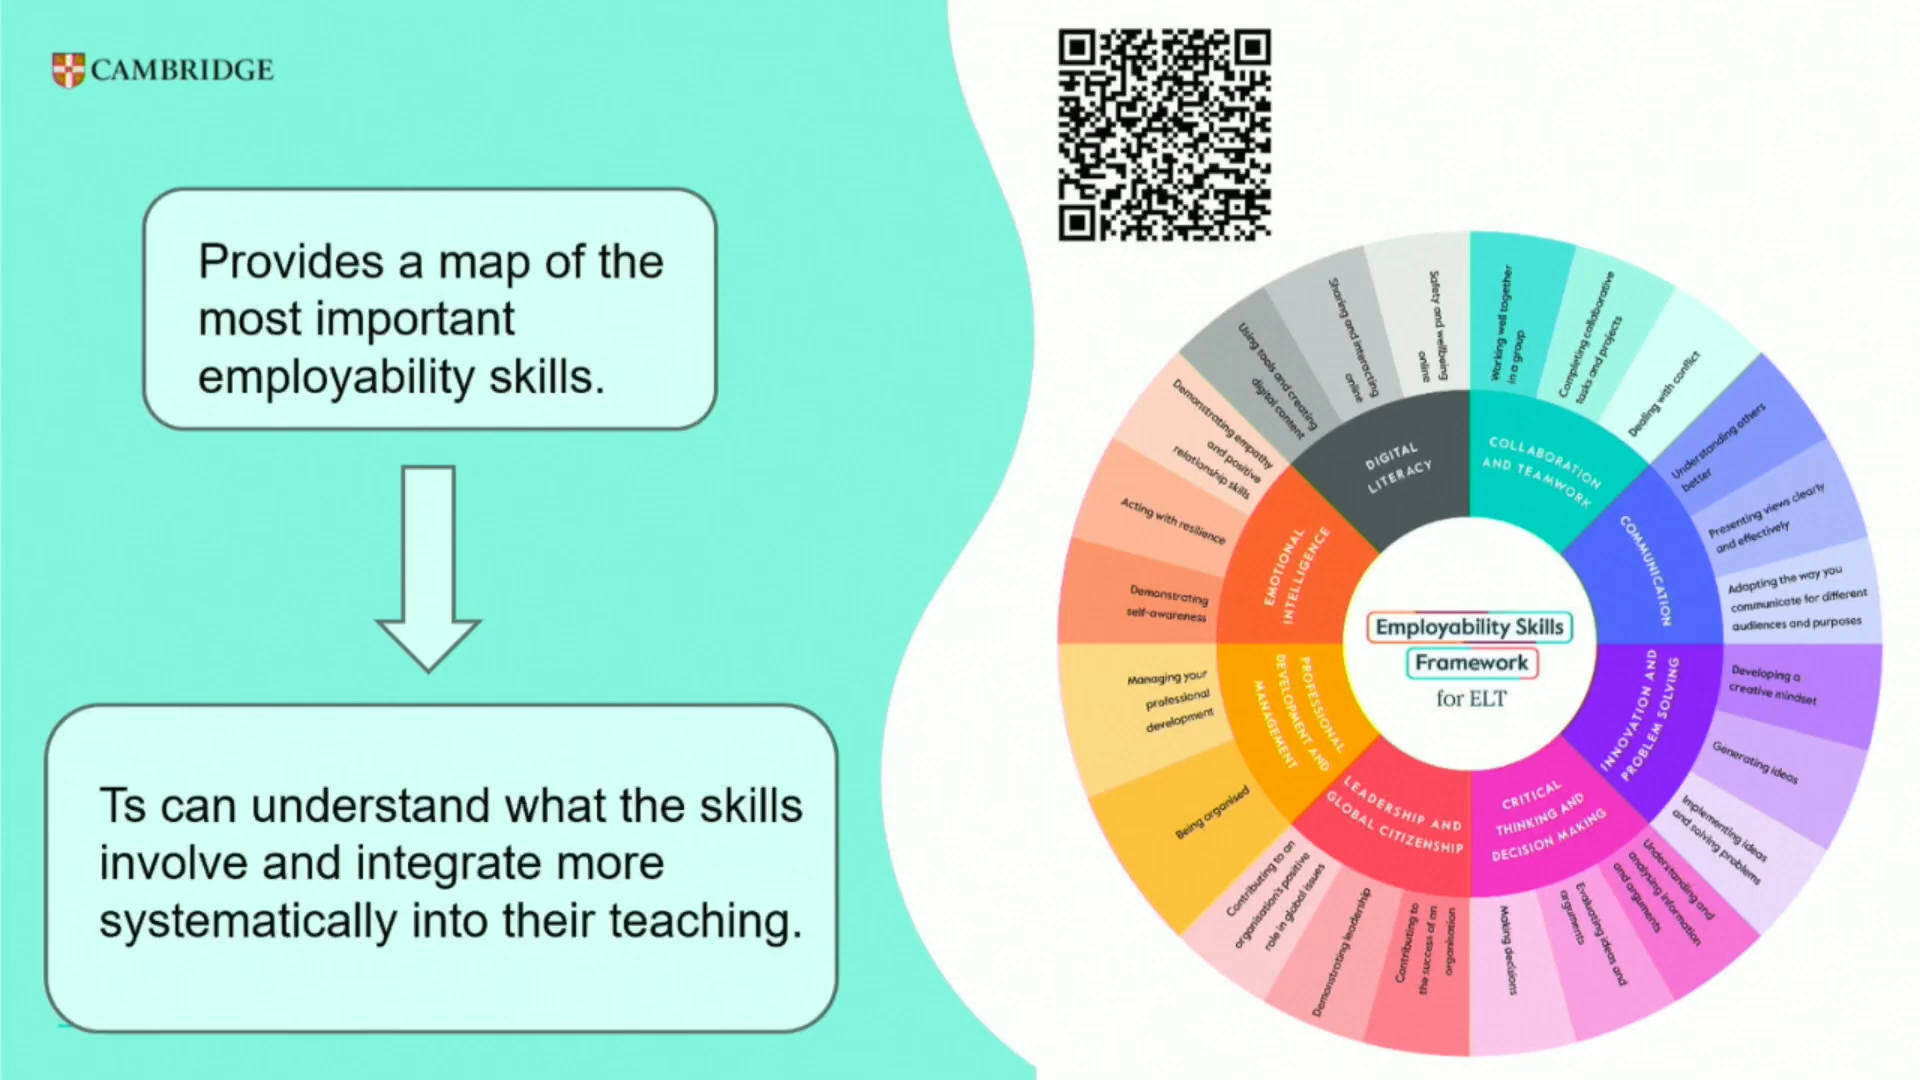 CAMBRIDGE
Provides a map of the
most important
employability skills.
Ts can understand what the skills
involve and integrate more
systematically into their teaching.
Employability Skills
Framework
for ELT
COLLABORATION
AND TEAMWORK
Working well together
in a group
Completing collaborative
tasks and projects
Dealing with conflict
COMMUNICATION
Understanding others
better
Presenting views clearly
and effectively
Adapting the way you
communicate for different
audiences and purposes
INNOVATION AND
PROBLEM SOLVING
Developing a
creative mindset
Generating ideas
Implementing ideas
and solving problems
CRITICAL
THINKING AND
DECISION MAKING
Understanding and
analysing information
and arguments
Evaluating ideas and
arguments
Making decisions
LEADERSHIP AND
GLOBAL CITIZENSHIP
Contributing to
the success of an
organisation
Demonstrating leadership
Contributing to an
organisation's positive
role in global issues
PROFESSIONAL
DEVELOPMENT AND
MANAGEMENT
Being organised
Managing your
professional
development
EMOTIONAL
INTELLIGENCE
Demonstrating
self-awareness
Acting with resilience
Demonstrating empathy
and positive
relationship skills
DIGITAL
LITERACY
Using tools and creating
digital content
Sharing and interacting
online
Safety and wellbeing
online